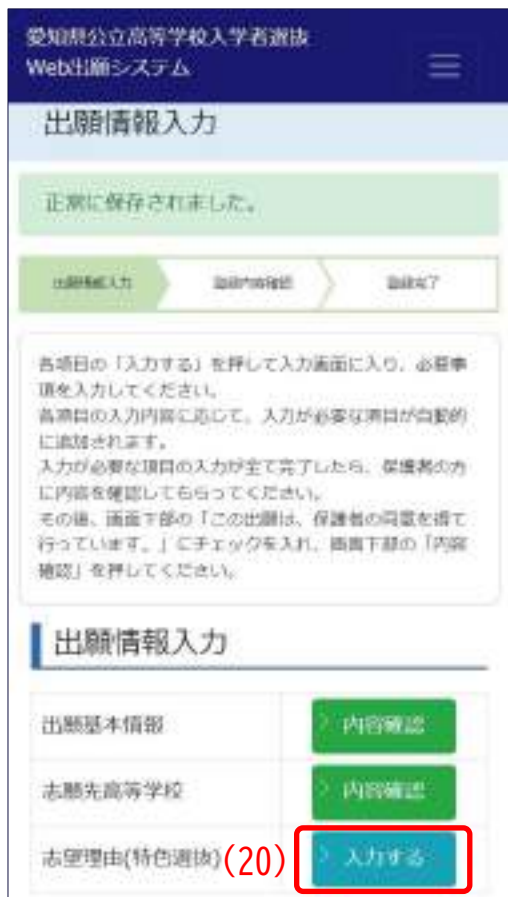 愛知県公立高等学校入学者選抜
Web出願システム
出願情報入力
正常に保存されました。
出願情報入力
登録内容確認
登録完了
各項目の「入力する」を押して入力画面に入り、必要事
項を入力してください。
各項目の入力内容に応じて、入力が必要な項目が自動的
に追加されます。
入力が必要な項目の入力が全て完了したら、保護者の方
に内容を確認してもらってください。
その後、画面下部の「この出願は、保護者の同意を得て
行っています。」にチェックを入れ、画面下部の「内容
確認」を押してください。
出願情報入力
出願基本情報
内容確認
志願先高等学校
内容確認
志望理由(特色選抜)
(20)
入力する